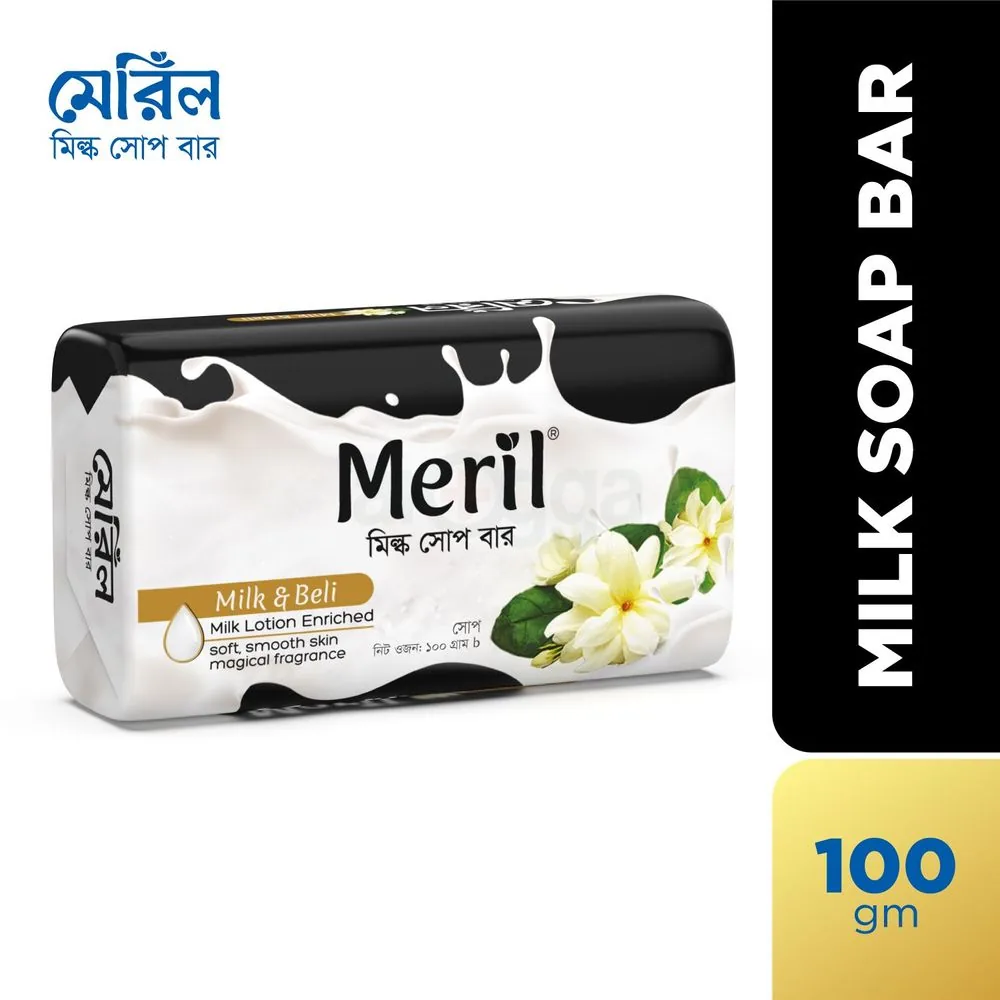 মেরিল
মিল্ক সোপ বার
Meril®
মিল্ক সোপ বার
Milk & Beli
Milk Lotion Enriched
soft, smooth skin
magical fragrance
সোপ
নিট ওজন: ১০০ গ্রাম b
মেরিল
মিল্ক সোপ বার
MILK SOAP BAR
100
gm